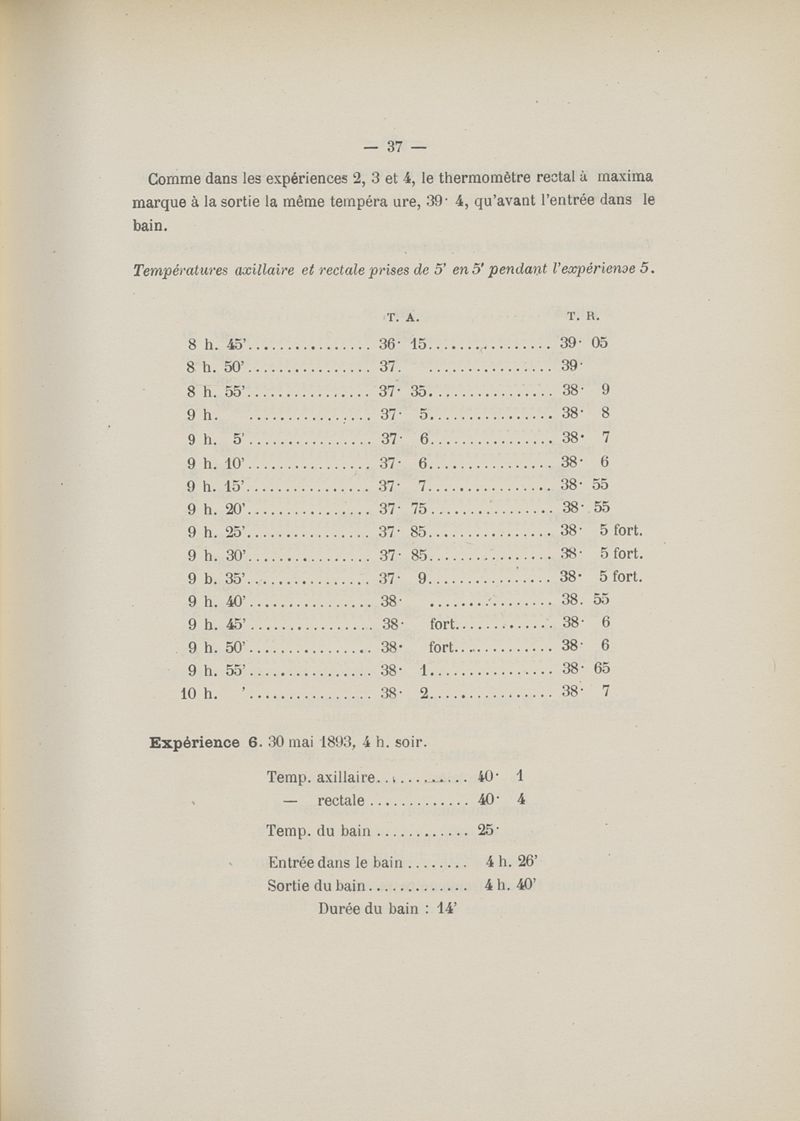 — 37 —
Comme dans les expériences 2, 3 et 4, le thermomètre rectal à maxima
marque à la sortie la même tempéra ure, 39· 4, qu'avant l'entrée dans le
bain.
Températures axillaire et rectale prises de 5' en 5' pendant l'expérience 5.
T. A. T. R.
8 h. 45'................ 36· 15................ 39· 05
8 h. 50'................ 37. ................ 39·
8 h. 55'................ 37· 35................ 38· 9
9 h. ................ 37· 5................ 38· 8
9 h. 5'................ 37· 6................ 38· 7
9 h. 10'................ 37· 6................ 38· 6
9 h. 15'................ 37· 7................ 38· 55
9 h. 20'................ 37· 75................ 38· 55
9 h. 25'................ 37· 85................ 38· 5 fort.
9 h. 30'................ 37· 85................ 38· 5 fort.
9 b. 35'................ 37· 9................ 38· 5 fort.
9 h. 40'................ 38· ................ 38. 55
9 h. 45'................ 38· fort............. 38· 6
9 h. 50'................ 38· fort............. 38· 6
9 h. 55'................ 38· 1................ 38· 65
10 h. '................ 38· 2................ 38· 7
Expérience 6. 30 mai 1893, 4 h. soir.
Temp. axillaire............ 40· 1
— rectale ............. 40· 4
Temp. du bain ............ 25·
Entrée dans le bain ........ 4 h. 26'
Sortie du bain............. 4 h. 40'
Durée du bain : 14'